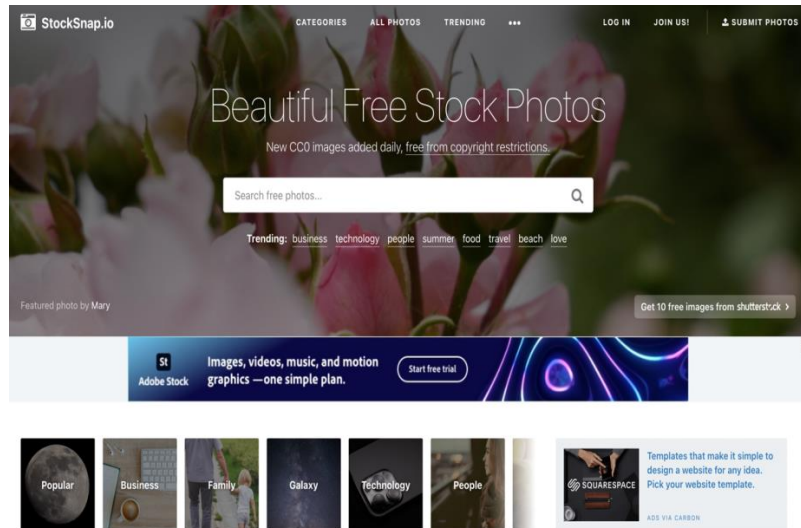 StockSnap.io
CATEGORIES ALL PHOTOS TRENDING •••
LOG IN JOIN US! SUBMIT PHOTOS
Beautiful Free Stock Photos
New CC0 images added daily, free from copyright restrictions.
Search free photos...
Trending: business technology people summer food travel beach love
Featured photo by Mary
Get 10 free images from shutterstock >
St
Adobe Stock
Images, videos, music, and motion
graphics —one simple plan.
Start free trial
Popular Business Family Galaxy Technology People
SQUARESPACE
Templates that make it simple to
design a website for any idea.
Pick your website template.
ADS VIA CARBON